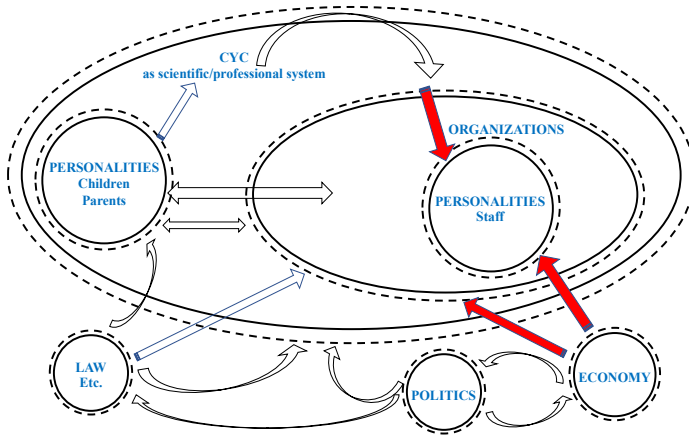 CYC
as scientific/professional system
ORGANIZATIONS
PERSONALITIES
Children
Parents
PERSONALITIES
Staff
LAW
Etc.
POLITICS
ECONOMY